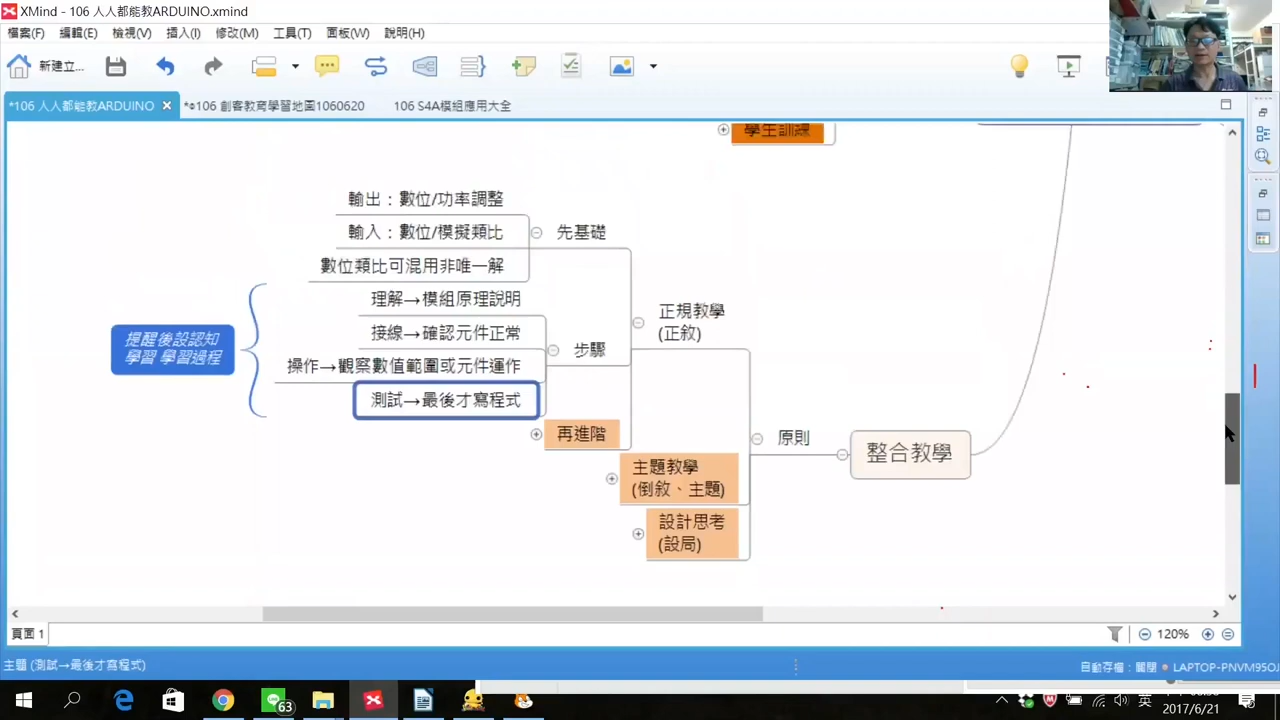 XMind - 106 人人都能教ARDUINO.xmind
檔案(F) 編輯(E) 檢視(V) 插入(I) 修改(M) 工具(T) 面板(W) 說明(H)
新建立...
*106 人人都能教ARDUINO
106 創客教育學習地圖1060620
106 S4A模組應用大全
學生訓練
輸出：數位/功率調整
輸入：數位/模擬類比
先基礎
數位類比可混用非唯一解
理解→模組原理說明
正規教學
(正敘)
提醒後設認知
學習 學習過程
接線→確認元件正常
步驟
操作→觀察數值範圍或元件運作
測試→最後才寫程式
再進階
原則
整合教學
主題教學
(倒敘、主題)
設計思考
(設局)
頁面 1
120%
主題 (測試→最後才寫程式)
自動存檔：關閉
LAPTOP-PNVM95OJ
63
英
2017/6/21